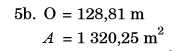 5b. O = 128,81 m
A = 1 320,25 m²